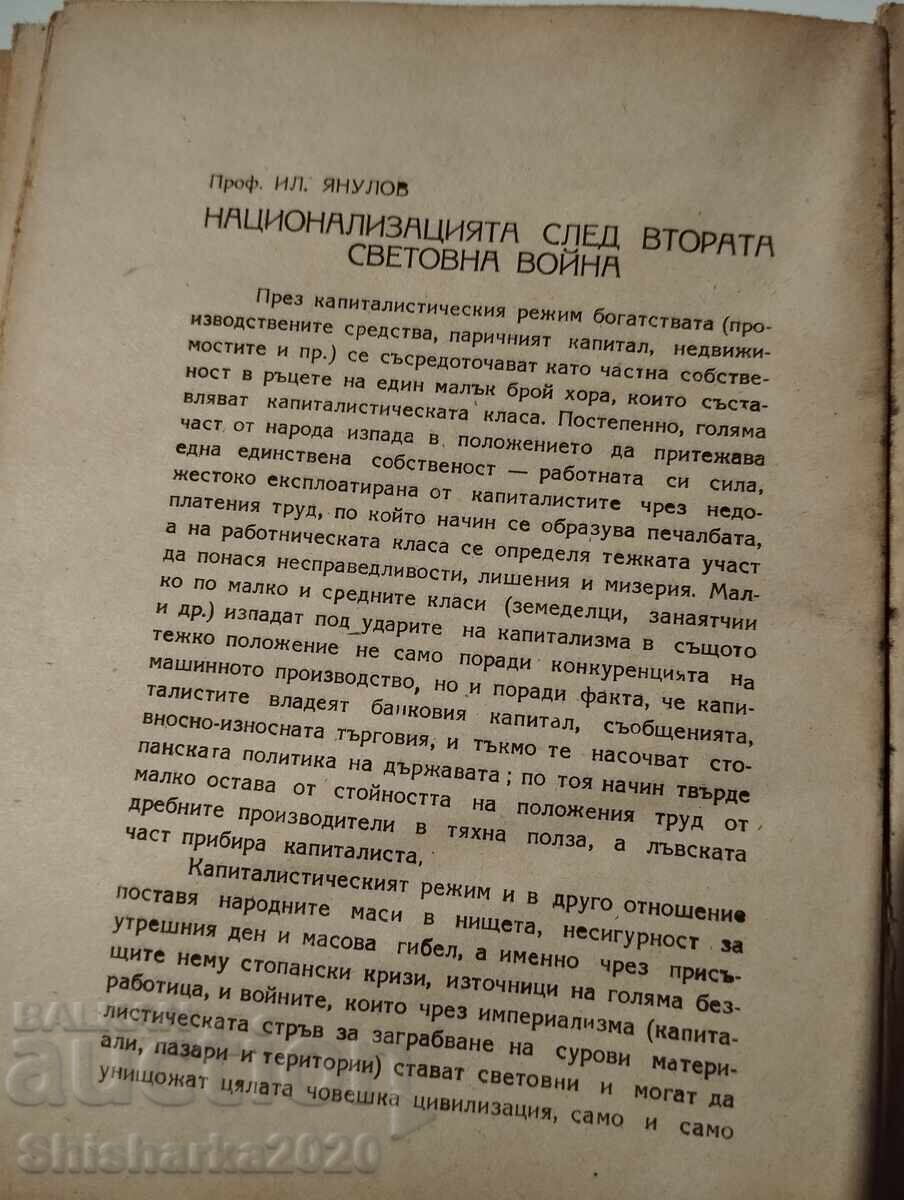 Проф. ИЛ. ЯНУЛОВ
НАЦИОНАЛИЗАЦИЯТА СЛЕД ВТОРАТА
СВЕТОВНА ВОЙНА
През капиталистическия режим богатствата (про-
изводствените средства, паричният капитал, недвижи-
мостите и пр.) се съсредоточават като частна собстве-
ност в ръцете на един малък брой хора, които съста-
вляват капиталистическата класа. Постепенно, голяма
част от народа изпада в положението да притежава
една единствена собственост — работната си сила,
жестоко експлоатирана от капиталистите чрез недо-
платения труд, по който начин се образува печалбата,
а на работническата класа се определя тежката участ
да понася несправедливости, лишения и мизерия. Мал-
ко по малко и средните класи (земеделци, занаятчии
и др.) изпадат под ударите на капитализма в същото
тежко положение не само поради конкуренцията на
машинното производство, но и поради факта, че капи-
талистите владеят банковия капитал, съобщенията,
вносно-износната търговия, и тъкмо те насочват сто-
панската политика на държавата; по тоя начин твърде
малко остава от стойността на положения труд от
дребните производители в тяхна полза, а лъвската
част прибира капиталиста,
Капиталистическият режим и в друго отношение
поставя народните маси в нищета, несигурност за
утрешния ден и масова гибел, а именно чрез присъ-
щите нему стопански кризи, източници на голяма без-
работица, и войните, които чрез империализма (капита-
листическата стръв за заграбване на сурови матери-
али, пазари и територии) стават световни и могат да
унищожат цялата човешка цивилизация, само и само
BALKAN
auction
Shisharka2020